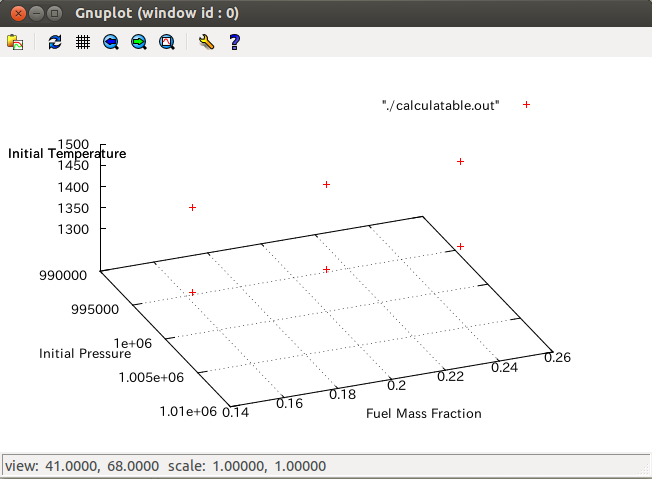 Gnuplot (window id : 0)
"./calculatable.out"
Initial Temperature
1500
1450
1400
1350
1300
990000
995000
1e+06
1.005e+06
1.01e+06
Initial Pressure
0.14
0.16
0.18
0.2
0.22
0.24
0.26
Fuel Mass Fraction
view: 41.0000, 68.0000 scale: 1.00000, 1.00000